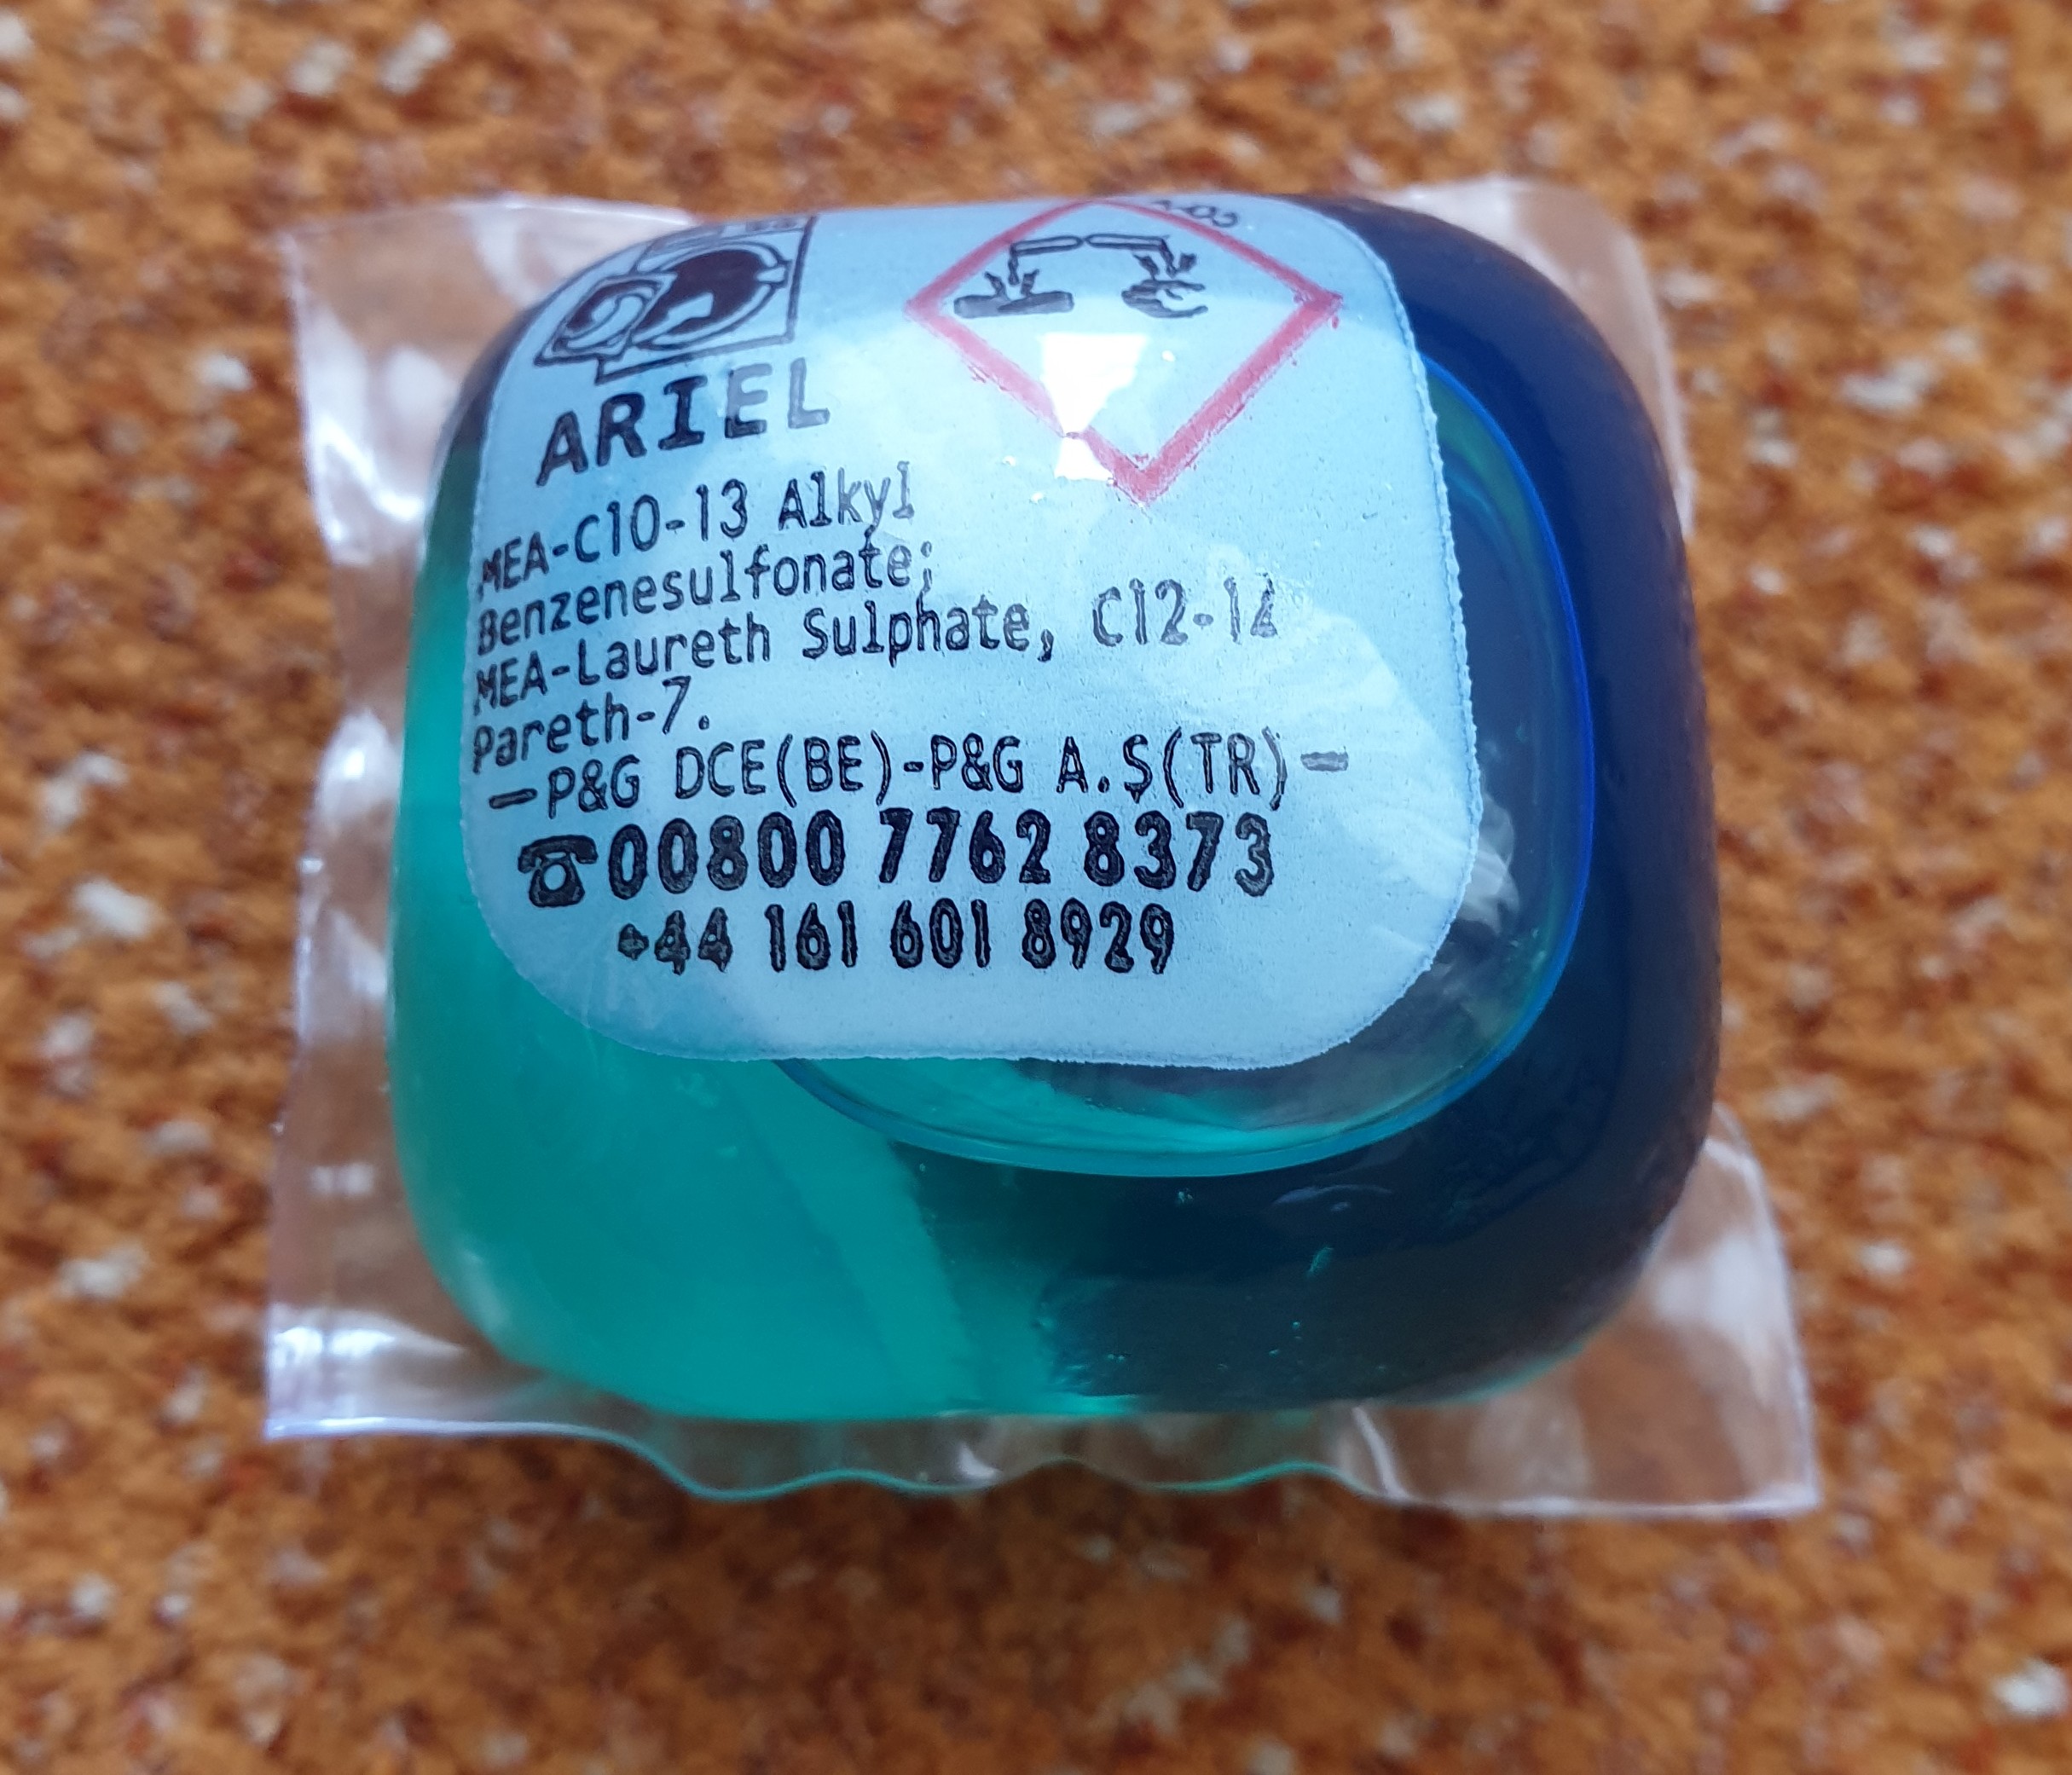 ARIEL
MEA-C10-13 Alkyl
Benzenesulfonate;
MEA-Laureth Sulphate, C12-14
Pareth-7.
-P&G DCE(BE)-P&G A.Ş(TR)-
☎00800 7762 8373
+44 161 601 8929